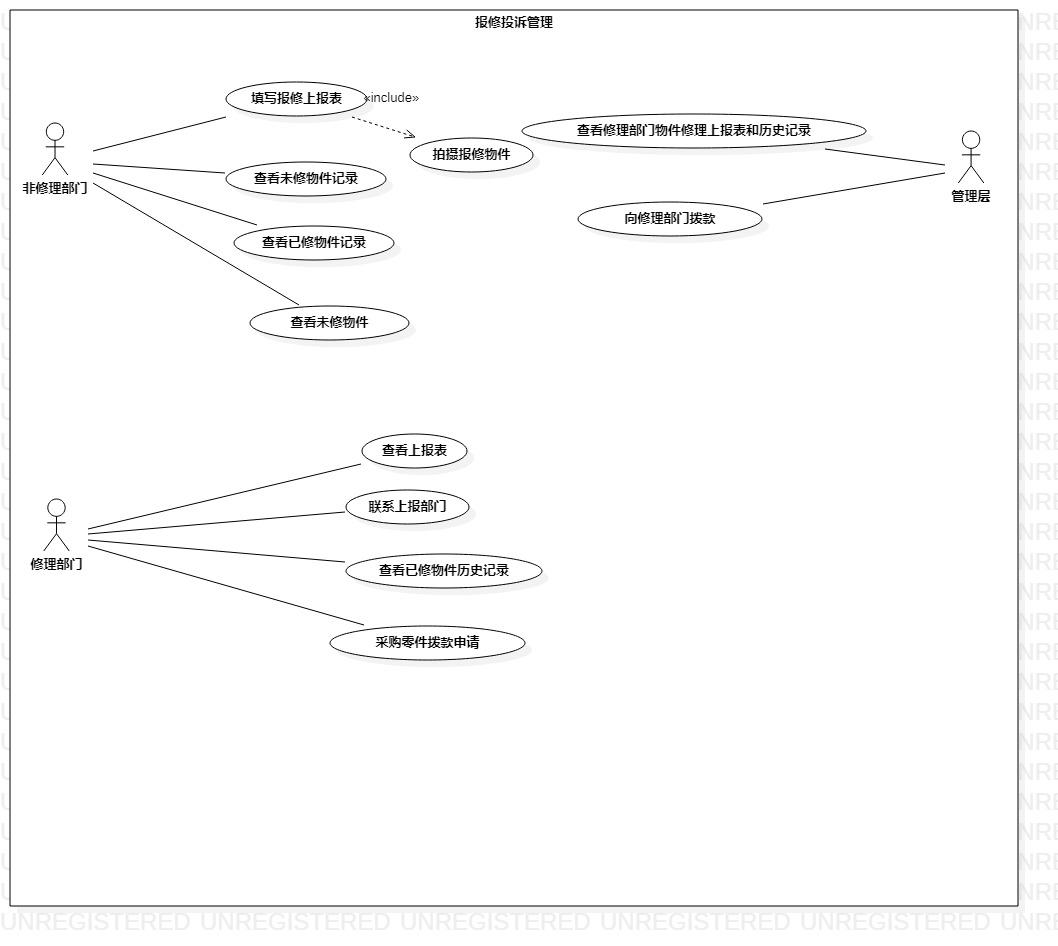 报修投诉管理
填写报修上报表
«include»
拍摄报修物件
查看修理部门物件修理上报表和历史记录
非修理部门
查看未修物件记录
管理层
向修理部门拨款
查看已修物件记录
查看未修物件
查看上报表
联系上报部门
修理部门
查看已修物件历史记录
采购零件拨款申请
UNREGISTERED UNREGISTERED UNREGISTERED UNREGISTERED UNREGISTERED UNRE